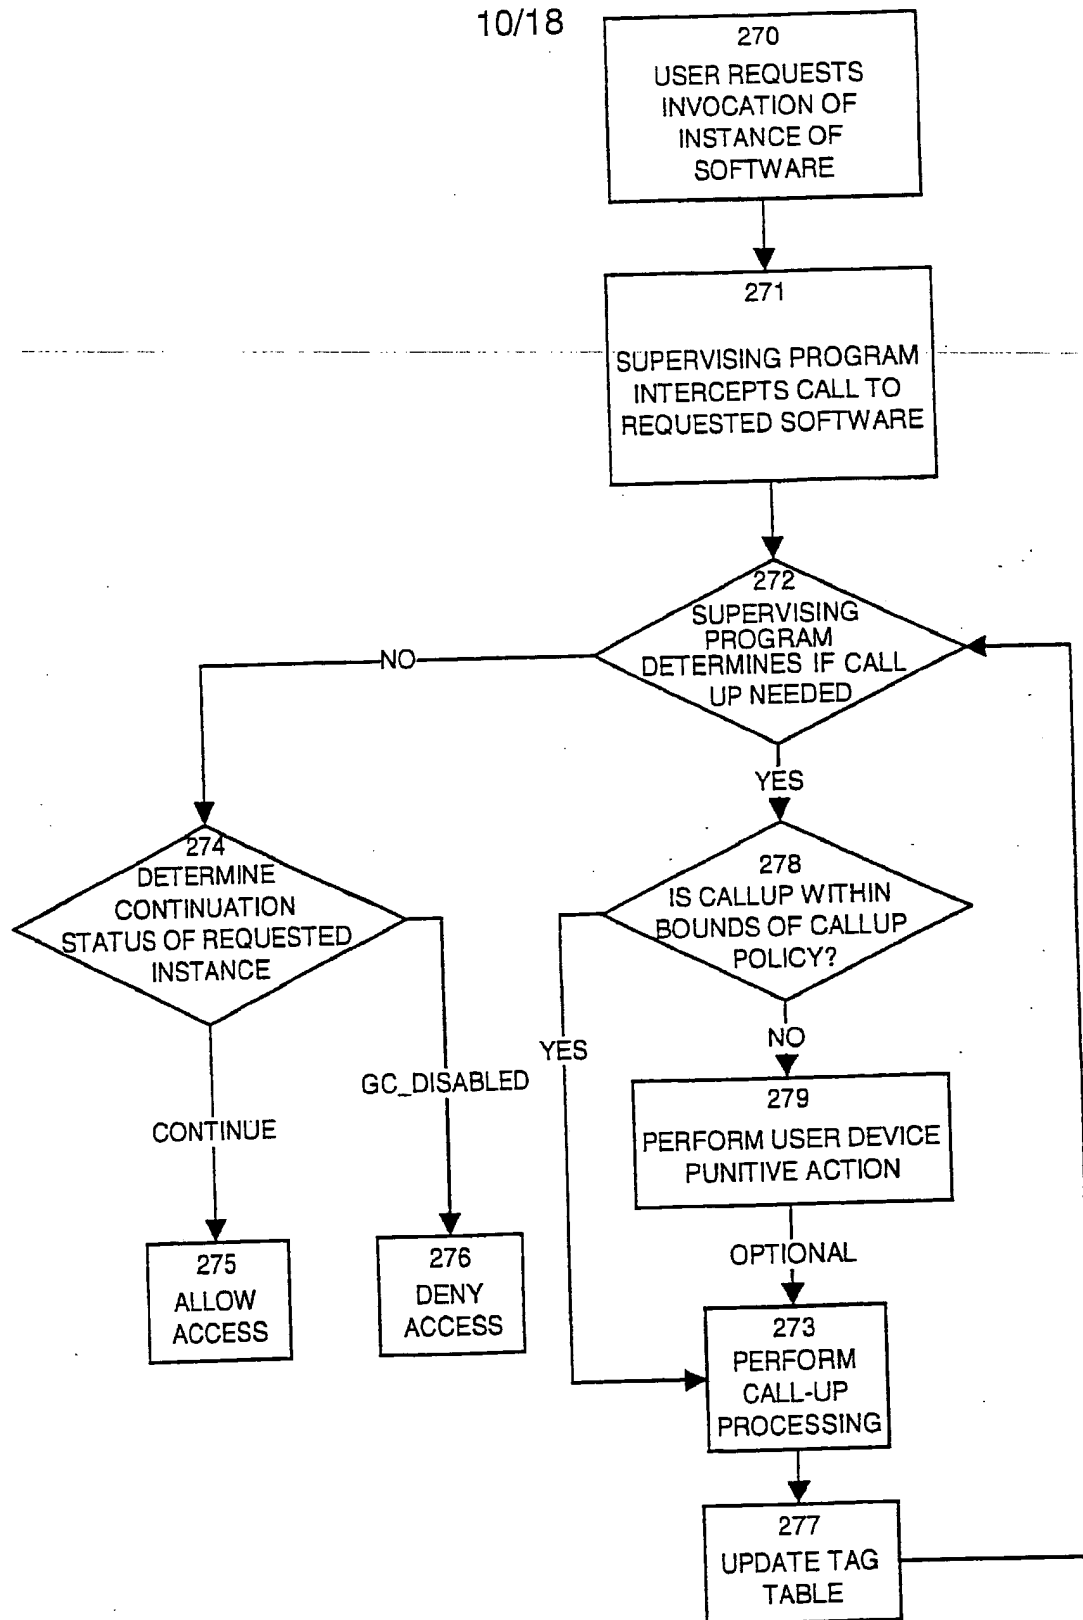 10/18
270
USER REQUESTS
INVOCATION OF
INSTANCE OF
SOFTWARE
271
SUPERVISING PROGRAM
INTERCEPTS CALL TO
REQUESTED SOFTWARE
272
SUPERVISING
PROGRAM
DETERMINES IF CALL
UP NEEDED
NO
YES
274
DETERMINE
CONTINUATION
STATUS OF REQUESTED
INSTANCE
278
IS CALLUP WITHIN
BOUNDS OF CALLUP
POLICY?
YES
NO
GC_DISABLED
CONTINUE
279
PERFORM USER DEVICE
PUNITIVE ACTION
OPTIONAL
275
ALLOW
ACCESS
276
DENY
ACCESS
273
PERFORM
CALL-UP
PROCESSING
277
UPDATE TAG
TABLE